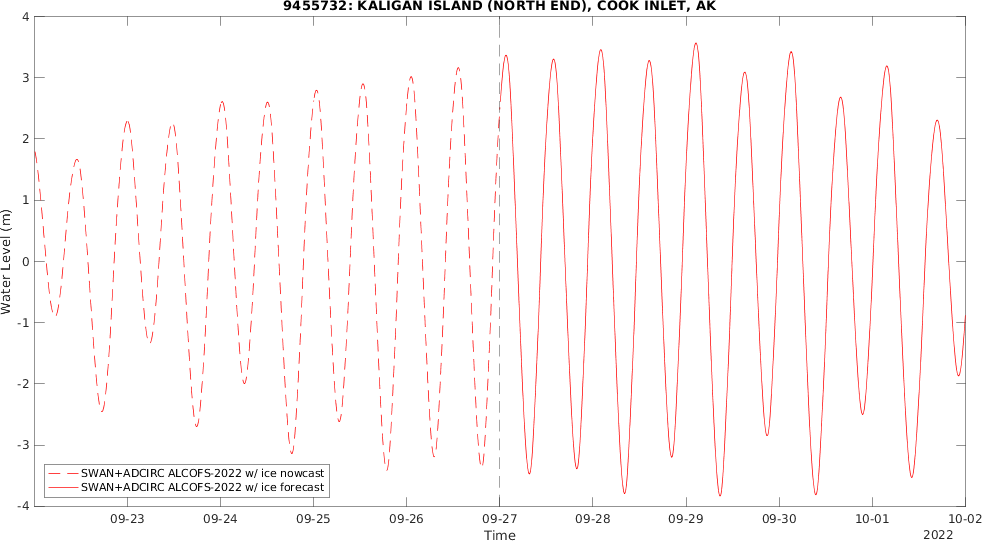 9455732: KALIGAN ISLAND (NORTH END), COOK INLET, AK
4
3
2
1
0
-1
-2
-3
-4
Water Level (m)
SWAN+ADCIRC ALCOFS-2022 w/ ice nowcast
SWAN+ADCIRC ALCOFS-2022 w/ ice forecast
09-23 09-24 09-25 09-26 09-27 09-28 09-29 09-30 10-01 10-02
Time
2022